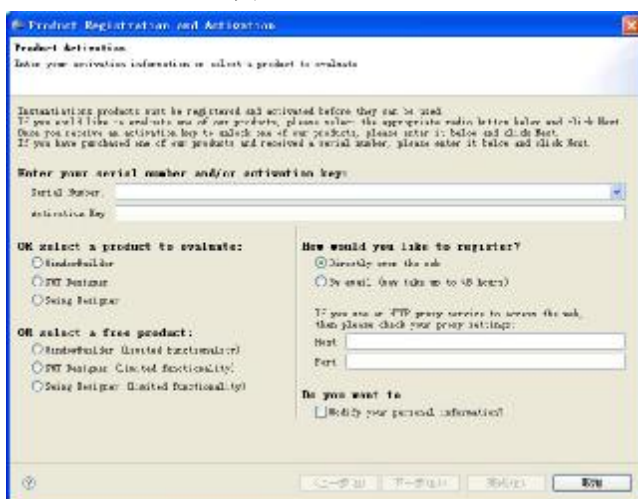 Product Registration and Activation
Product Activation
Enter your activation information or select a product to evaluate
Instantiations products must be registered and activated before they can be used.
If you would like to evaluate one of our products, please select the appropriate radio button below and click Next.
Once you receive an activation key to unlock one of our products, please enter it below and click Next.
If you have purchased one of our products and received a serial number, please enter it below and click Next.
Enter your serial number and/or activation key:
Serial Number:
Activation Key
OR select a product to evaluate:
WindowBuilder
SWT Designer
Swing Designer
OR select a free product:
WindowBuilder (limited functionality)
SWT Designer (limited functionality)
Swing Designer (limited functionality)
How would you like to register?
Directly over the web
By email (may take up to 48 hours)
If you use an HTTP proxy service to access the web,
then please check your proxy settings:
Host
Port
Do you want to
Modify your personal information?
取消